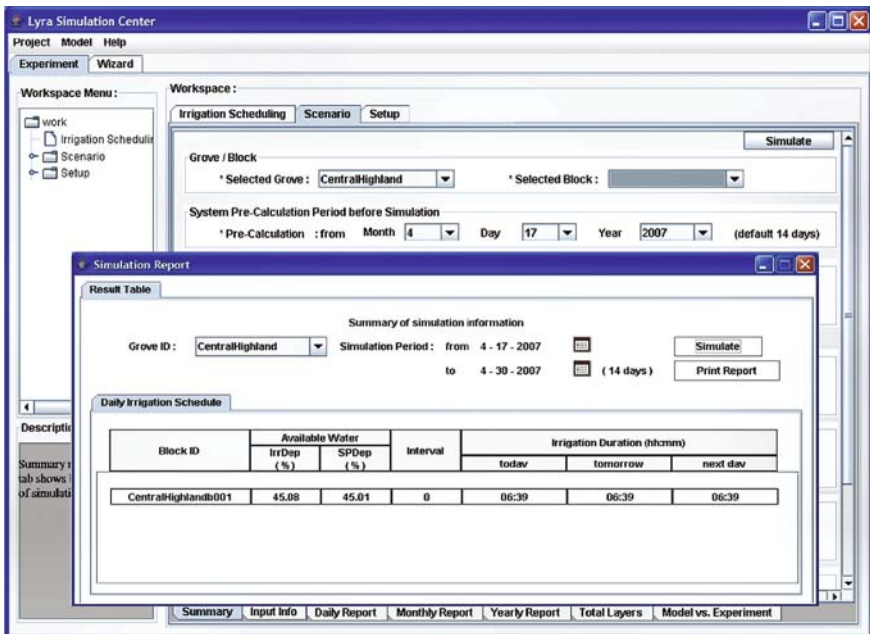 Lyra Simulation Center
Project Model Help
Experiment Wizard
Workspace Menu :
work
Irrigation Schedulin
Scenario
Setup
Workspace :
Irrigation Scheduling Scenario Setup
Simulate
Grove / Block
* Selected Grove : CentralHighland * Selected Block :
System Pre-Calculation Period before Simulation
* Pre-Calculation : from Month 4 Day 17 Year 2007 (default 14 days)
Simulation Report
Result Table
Summary of simulation information
Grove ID : CentralHighland Simulation Period : from 4 - 17 - 2007 Simulate
to 4 - 30 - 2007 ( 14 days ) Print Report
Daily Irrigation Schedule
Block ID Available Water Interval Irrigation Duration (hh:mm)
IrrDep (%) SPDep (%) today tomorrow next day
CentralHighlandb001 45.08 45.01 0 06:39 06:39 06:39
Descriptio
Summary r
tab shows
of simulati
Summary Input Info Daily Report Monthly Report Yearly Report Total Layers Model vs. Experiment